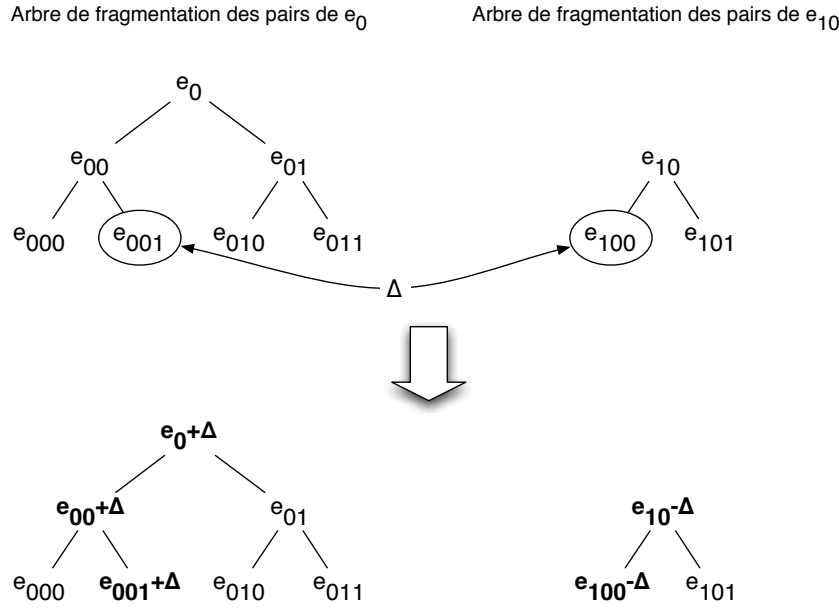 Arbre de fragmentation des pairs de e0 Arbre de fragmentation des pairs de e10
e0
e00 e01 e10
e000 e001 e010 e011 e100 e101
Δ
e0+Δ
e00+Δ e01 e10-Δ
e000 e001+Δ e010 e011 e100-Δ e101